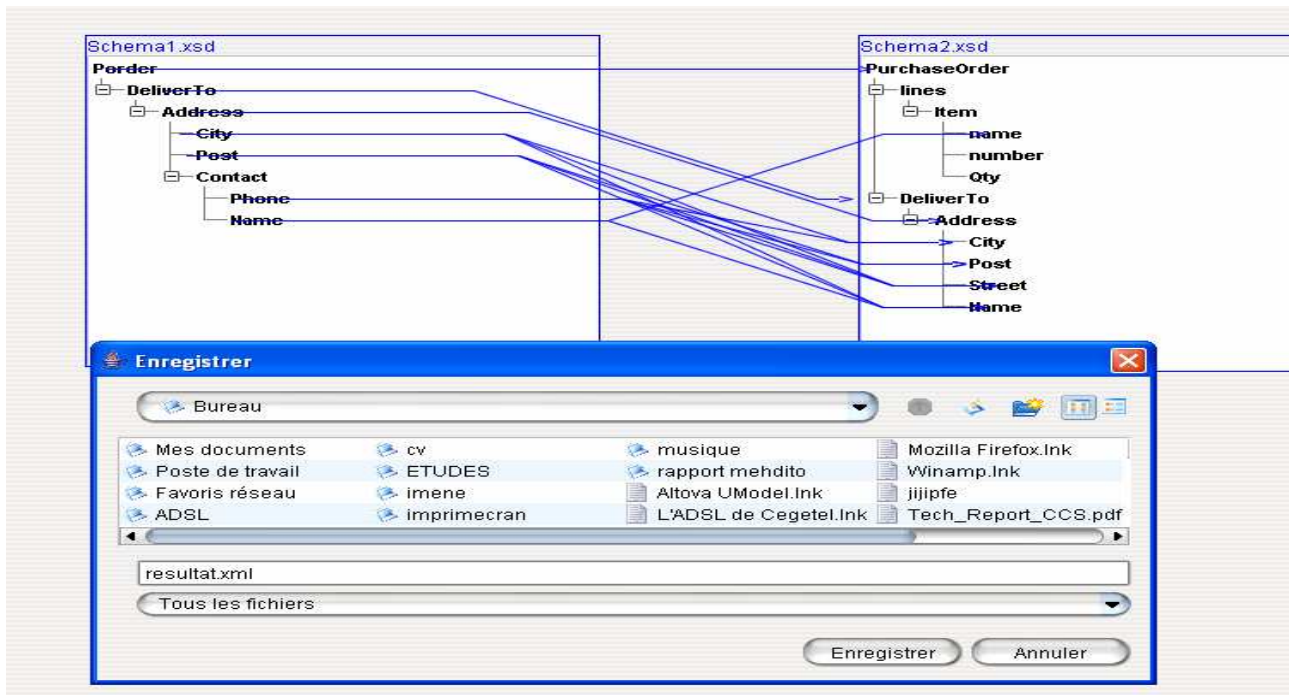 Schema1.xsd
Porder
DeliverTo
Address
City
Post
Contact
Phone
Name
Schema2.xsd
PurchaseOrder
lines
Item
name
number
Qty
DeliverTo
Address
City
Post
Street
Name
Enregistrer
Bureau
Mes documents
Poste de travail
Favoris réseau
ADSL
cv
ETUDES
imene
imprimecran
musique
rapport mehdito
Altova UModel.lnk
L'ADSL de Cegetel.lnk
Mozilla Firefox.lnk
Winamp.lnk
jijipfe
Tech_Report_CCS.pdf
resultat.xml
Tous les fichiers
Enregistrer
Annuler